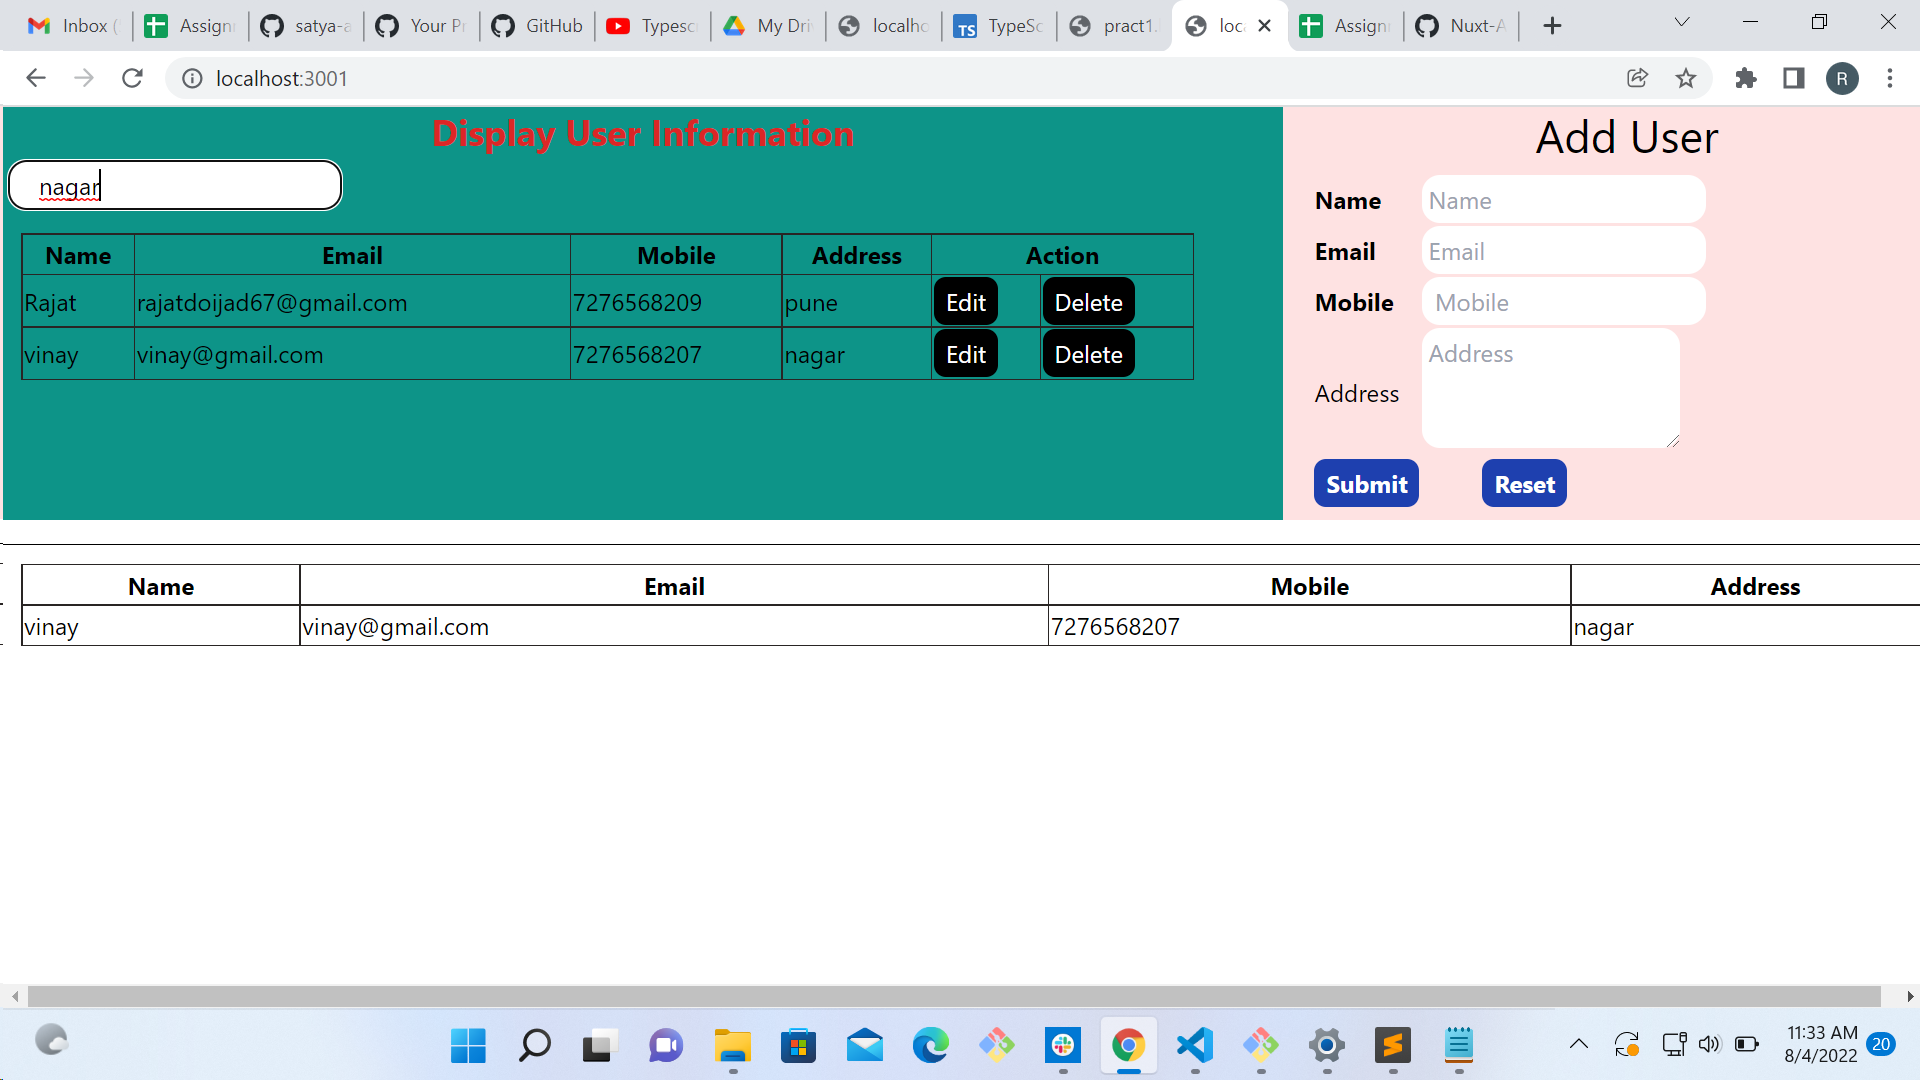 Inbox ( Assignr satya-a Your Pr GitHub Typesc My Dri localho TypeSc pract1. loc Assignr Nuxt-A
localhost:3001 R
Display User Information
nagar
Name Email Mobile Address Action
Rajat rajatdoijad67@gmail.com 7276568209 pune Edit Delete
vinay vinay@gmail.com 7276568207 nagar Edit Delete
Add User
Name Name
Email Email
Mobile Mobile
Address Address
Submit Reset
Name Email Mobile Address
vinay vinay@gmail.com 7276568207 nagar
11:33 AM
8/4/2022 20